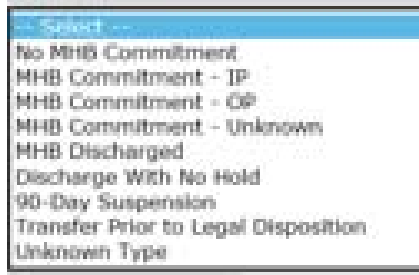 -- Select --
No MHB Commitment
MHB Commitment - IP
MHB Commitment - OP
MHB Commitment - Unknown
MHB Discharged
Discharge With No Hold
90-Day Suspension
Transfer Prior to Legal Disposition
Unknown Type